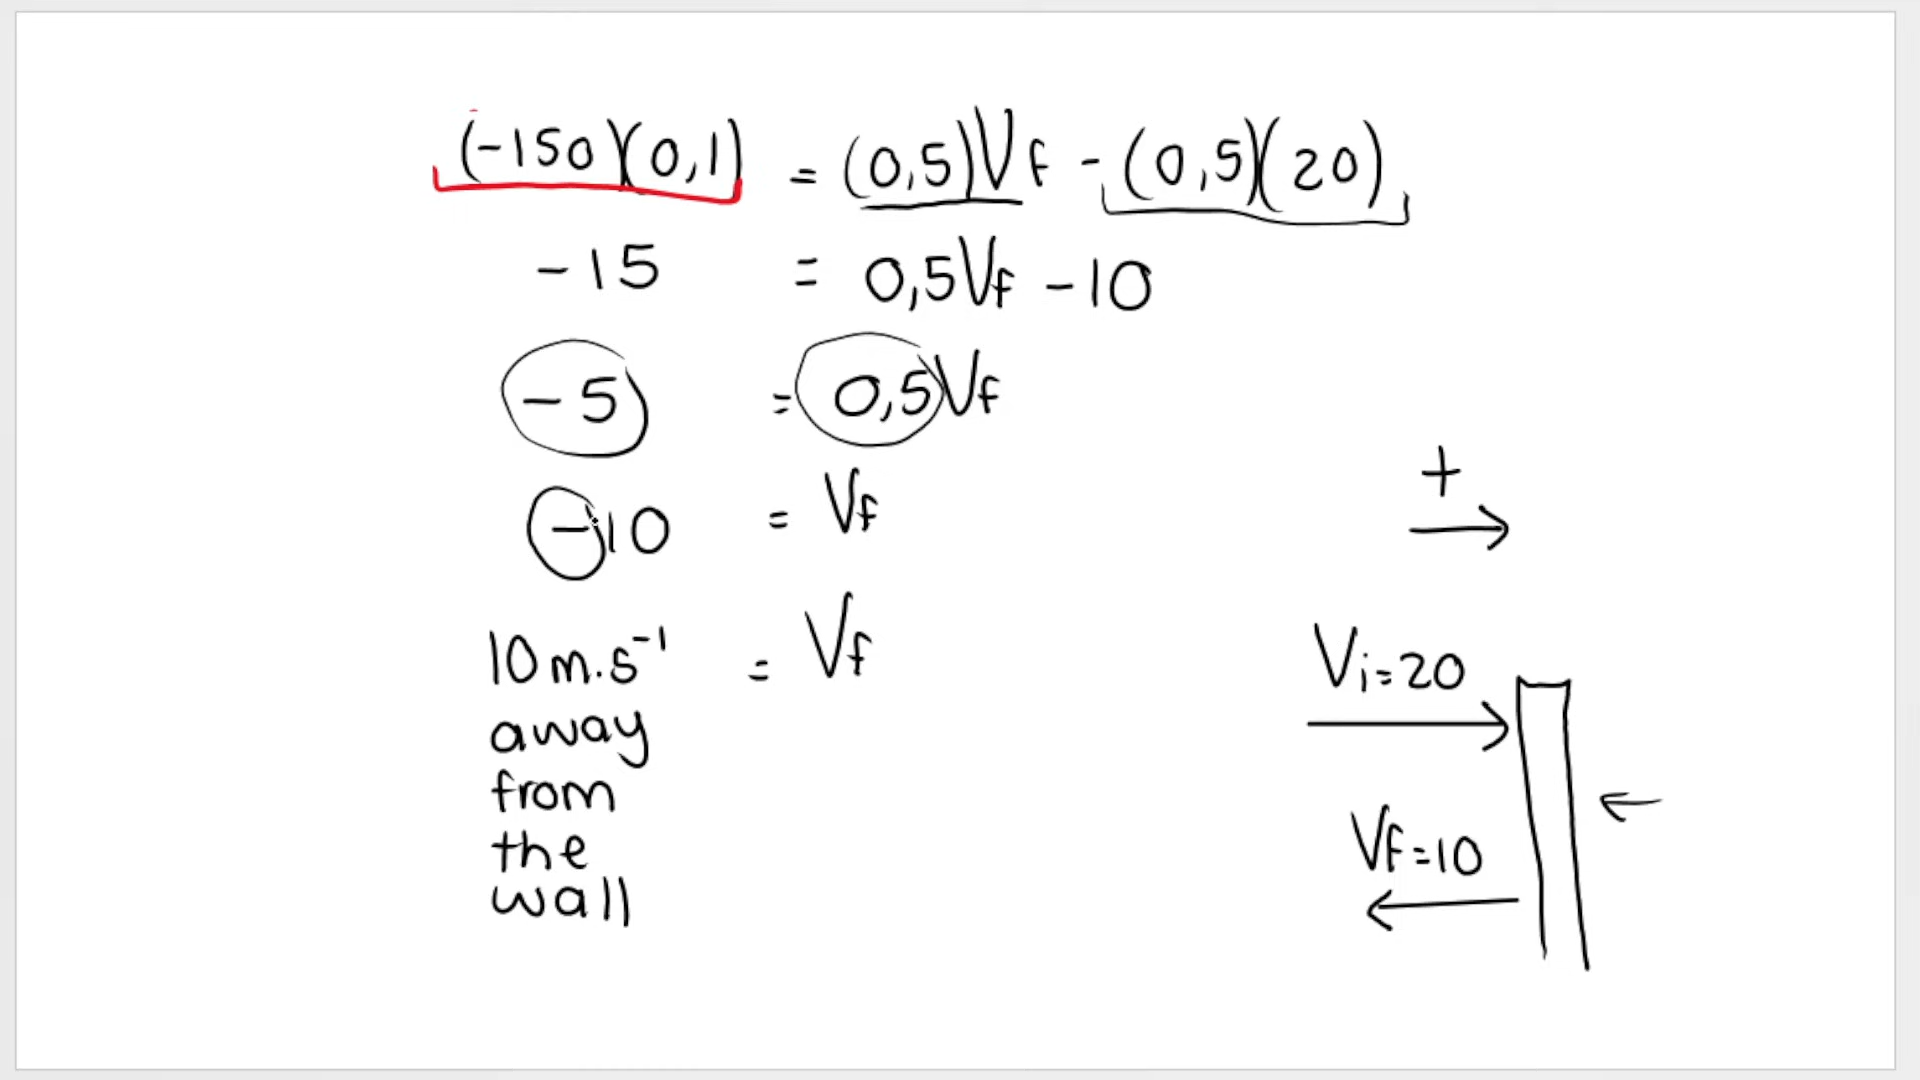 (-150)(0,1) = (0,5)Vf - (0,5)(20)
-15 = 0,5Vf -10
-5 = 0,5Vf
-10 = Vf
10m.s⁻¹ = Vf
away
from
the
wall
+
Vi=20
Vf=10